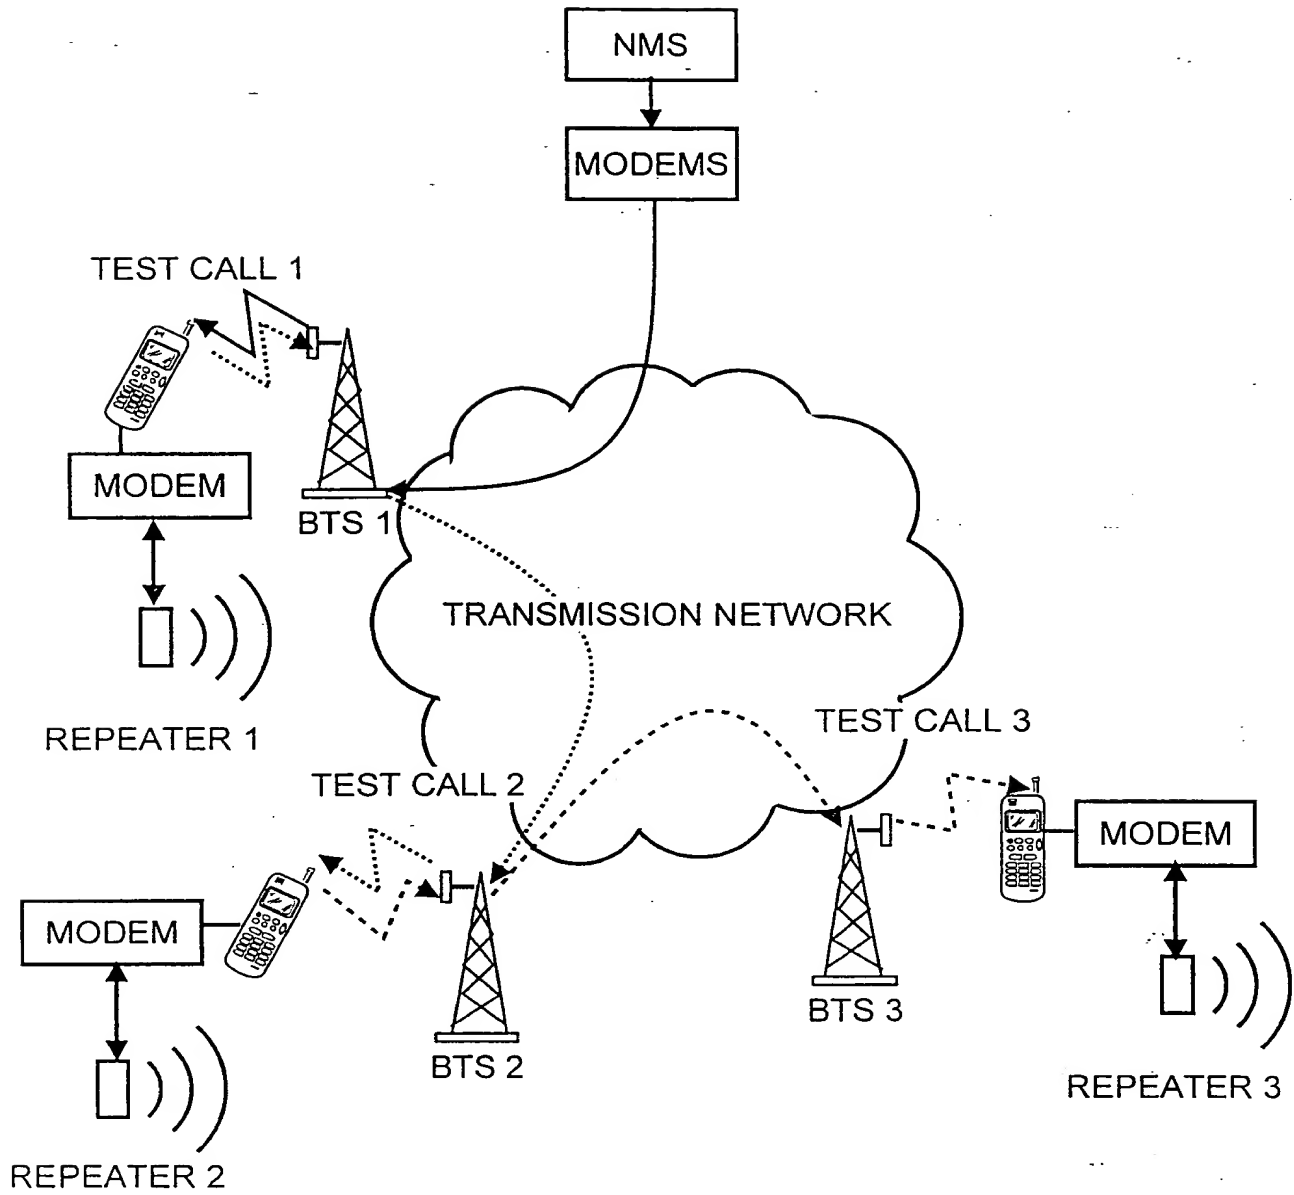 NMS
MODEMS
TEST CALL 1
MODEM
BTS 1
TRANSMISSION NETWORK
REPEATER 1
TEST CALL 3
TEST CALL 2
MODEM
MODEM
BTS 3
BTS 2
REPEATER 3
REPEATER 2